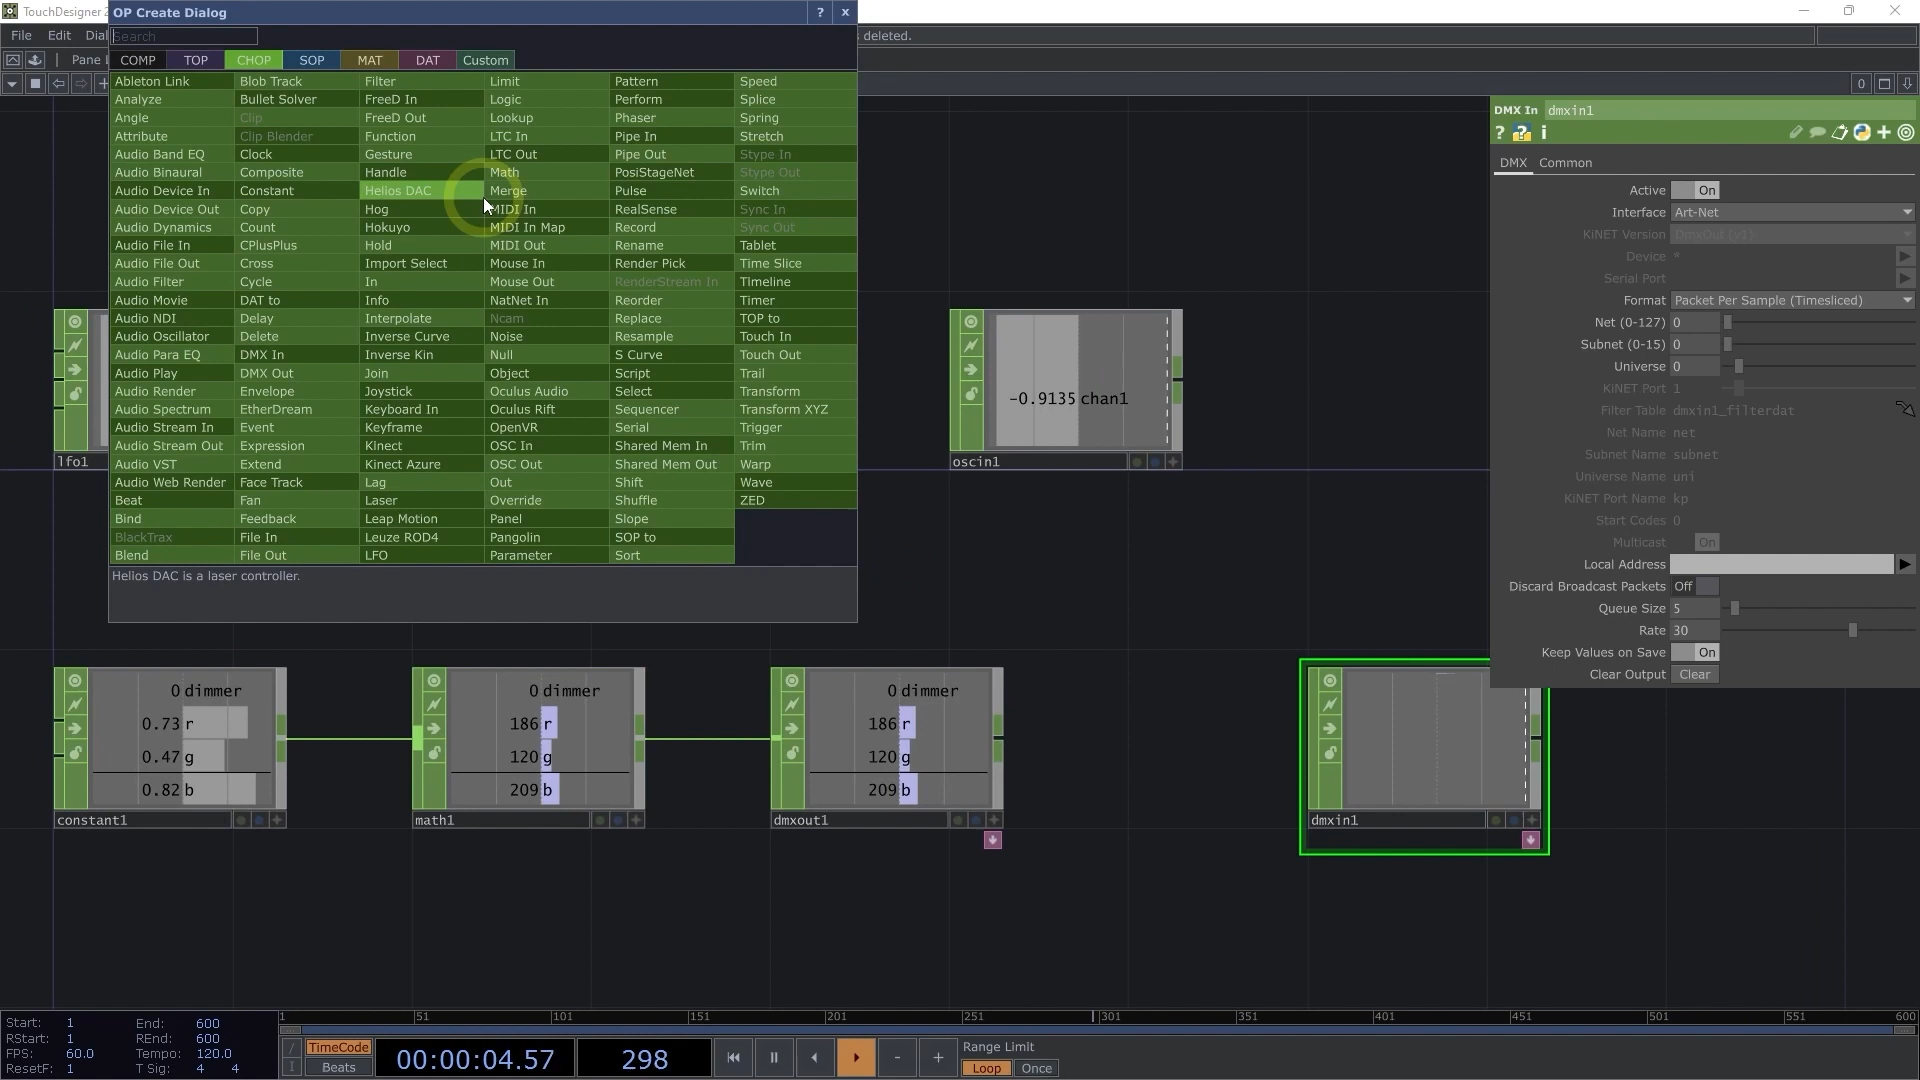 TouchDesigner 2
OP Create Dialog
?
x
File Edit Dial
s deleted.
Search
Pane L
COMP TOP CHOP SOP MAT DAT Custom
0
Ableton Link Blob Track Filter Limit Pattern Speed
Analyze Bullet Solver FreeD In Logic Perform Splice
Angle Clip FreeD Out Lookup Phaser Spring
Attribute Clip Blender Function LTC In Pipe In Stretch
Audio Band EQ Clock Gesture LTC Out Pipe Out Stype In
Audio Binaural Composite Handle Math PosiStageNet Stype Out
Audio Device In Constant Helios DAC Merge Pulse Switch
Audio Device Out Copy Hog MIDI In RealSense Sync In
Audio Dynamics Count Hokuyo MIDI In Map Record Sync Out
Audio File In CPlusPlus Hold MIDI Out Rename Tablet
Audio File Out Cross Import Select Mouse In Render Pick Time Slice
Audio Filter Cycle In Mouse Out RenderStream In Timeline
Audio Movie DAT to Info NatNet In Reorder Timer
Audio NDI Delay Interpolate Ncam Replace TOP to
Audio Oscillator Delete Inverse Curve Noise Resample Touch In
Audio Para EQ DMX In Inverse Kin Null S Curve Touch Out
Audio Play DMX Out Join Object Script Trail
Audio Render Envelope Joystick Oculus Audio Select Transform
Audio Spectrum EtherDream Keyboard In Oculus Rift Sequencer Transform XYZ
Audio Stream In Event Keyframe OpenVR Serial Trigger
Audio Stream Out Expression Kinect OSC In Shared Mem In Trim
Audio VST Extend Kinect Azure OSC Out Shared Mem Out Warp
Audio Web Render Face Track Lag Out Shift Wave
Beat Fan Laser Override Shuffle ZED
Bind Feedback Leap Motion Panel Slope
BlackTrax File In Leuze ROD4 Pangolin SOP to
Blend File Out LFO Parameter Sort
Helios DAC is a laser controller.
DMX In dmxin1
? ? i
DMX Common
Active On
Interface Art-Net
KiNET Version DmxOut (v1)
Device *
Serial Port
Format Packet Per Sample (Timesliced)
Net (0-127) 0
Subnet (0-15) 0
Universe 0
KiNET Port 1
Filter Table dmxin1_filterdat
Net Name net
Subnet Name subnet
Universe Name uni
KiNET Port Name kp
Start Codes 0
Multicast On
Local Address
Discard Broadcast Packets Off
Queue Size 5
Rate 30
Keep Values on Save On
Clear Output Clear
-0.9135 chan1
lfo1
oscin1
0 dimmer
0.73 r
0.47 g
0.82 b
constant1
0 dimmer
186 r
120 g
209 b
math1
0 dimmer
186 r
120 g
209 b
dmxout1
dmxin1
1 51 101 151 201 251 301 351 401 451 501 551 600
Start: 1 End: 600
RStart: 1 REnd: 600
FPS: 60.0 Tempo: 120.0
ResetF: 1 T Sig: 4 4
/
I
TimeCode
Beats
00:00:04.57
298
-
+
Range Limit
Loop Once